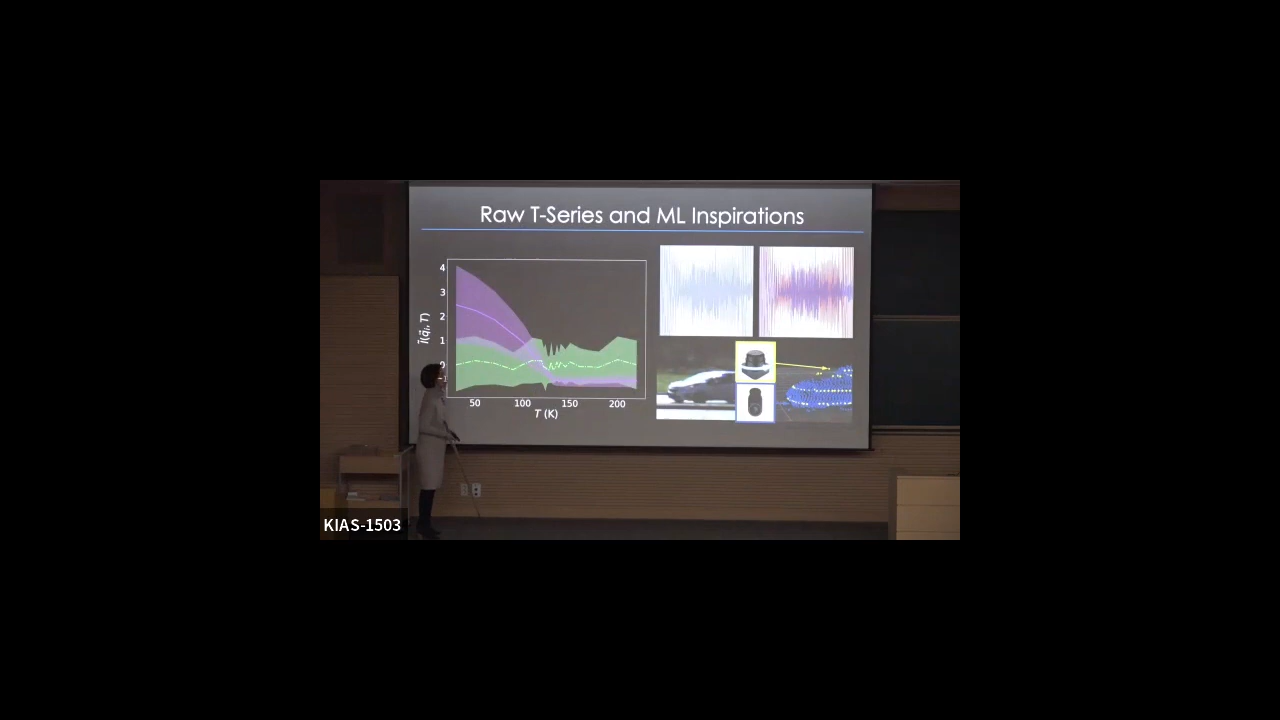 Raw T-Series and ML Inspirations
4
3
2
1
0
Ī(q⃗ᵢ, T)
50 100 150 200
T (K)
KIAS-1503